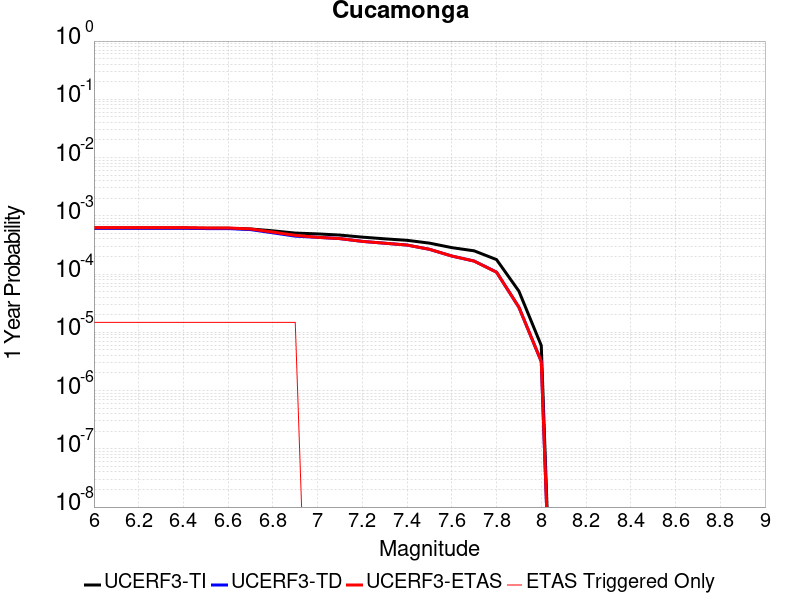 Cucamonga
10^0
10^-1
10^-2
10^-3
10^-4
10^-5
10^-6
10^-7
10^-8
1 Year Probability
6 6.2 6.4 6.6 6.8 7 7.2 7.4 7.6 7.8 8 8.2 8.4 8.6 8.8 9
Magnitude
UCERF3-TI UCERF3-TD UCERF3-ETAS ETAS Triggered Only